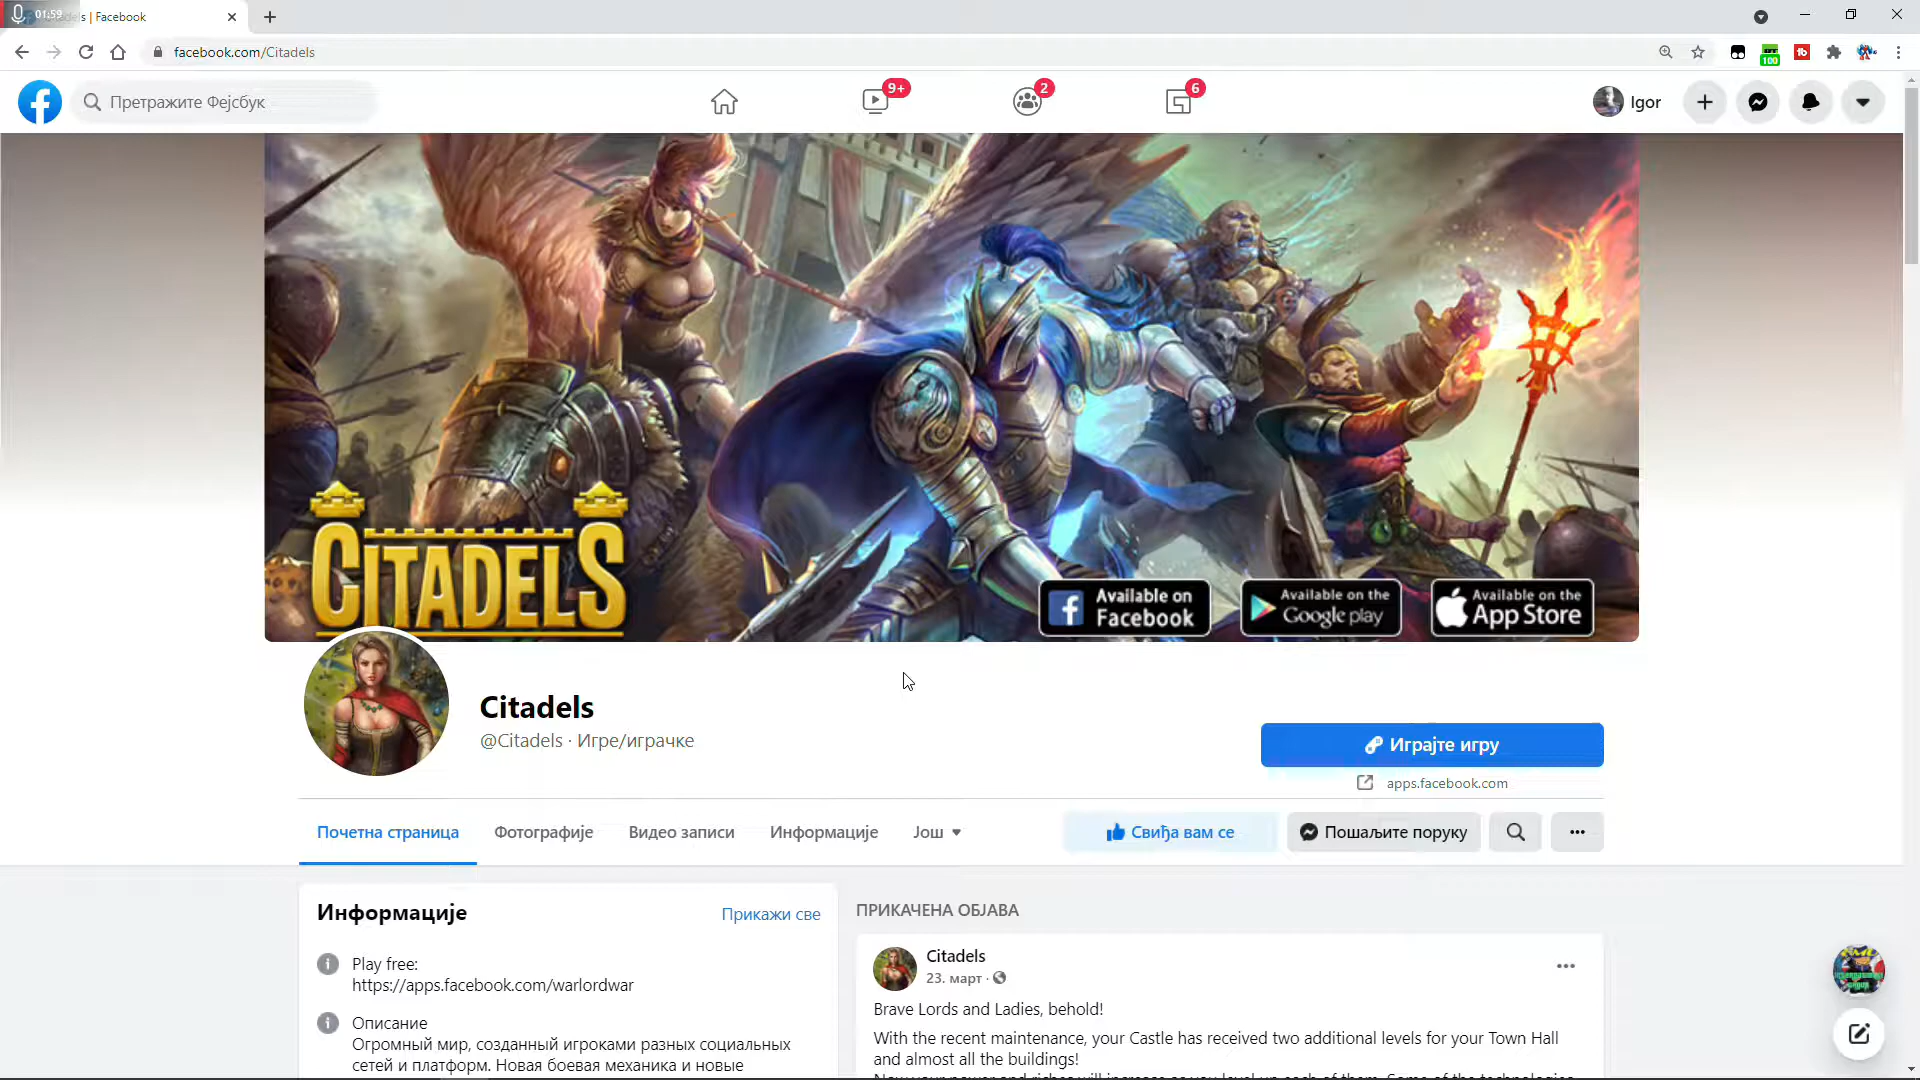 01:59
s | Facebook
facebook.com/Citadels
100
Претражите Фејсбук
9+
2
6
Igor
CITADELS
Available on Facebook
Available on the Google play
Available on the App Store
Citadels
@Citadels · Игре/играчке
Играјте игру
apps.facebook.com
Почетна страница
Фотографије
Видео записи
Информације
Још
Свиђа вам се
Пошаљите поруку
Информације
Прикажи све
Play free:
https://apps.facebook.com/warlordwar
Описание
Огромный мир, созданный игроками разных социальных
сетей и платформ. Новая боевая механика и новые
ПРИКАЧЕНА ОБЈАВА
Citadels
23. март ·
Brave Lords and Ladies, behold!
With the recent maintenance, your Castle has received two additional levels for your Town Hall
and almost all the buildings!